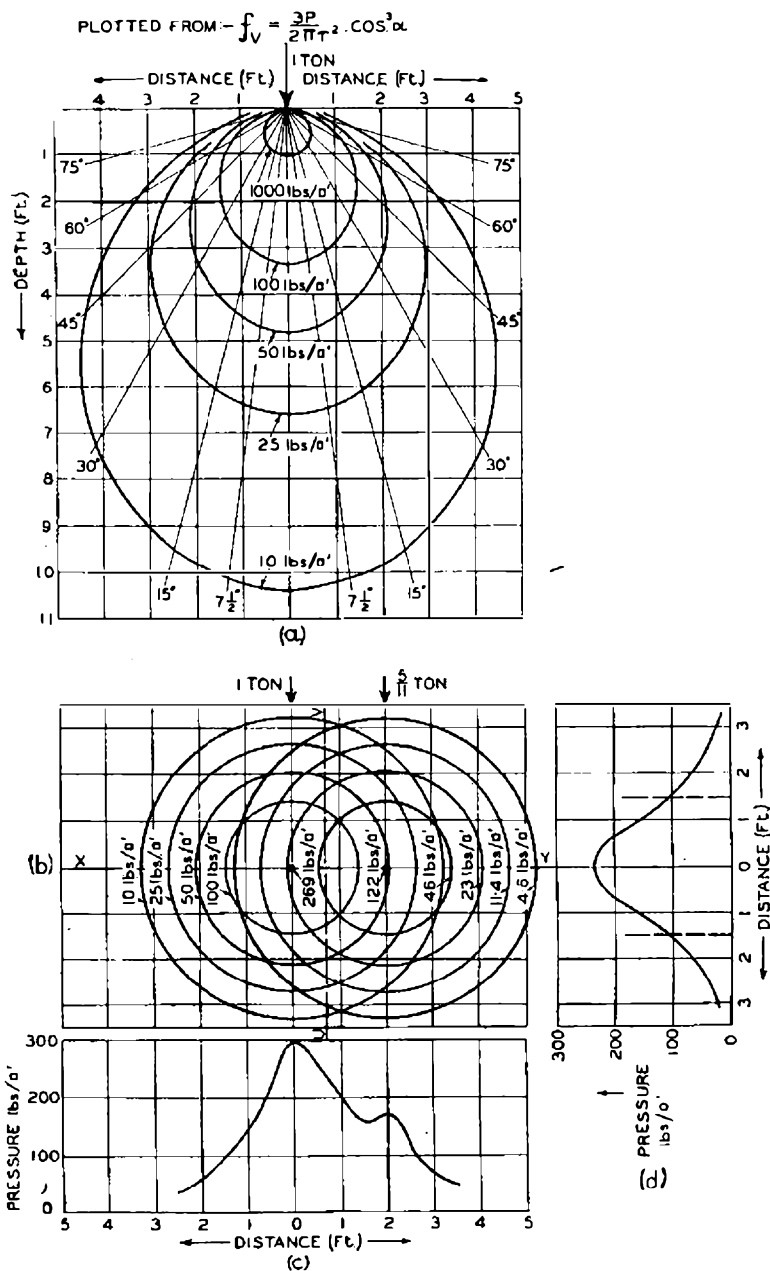 PLOTTED FROM:- f_V = 3P / 2πr² . COS³α
1 TON
DISTANCE (Ft.) DISTANCE (Ft.)
4 3 2 1 1 2 3 4 5
1
75° 75°
1000 lbs/□'
2
60° 60°
DEPTH (Ft.)
3
100 lbs/□'
4
45° 45°
5
50 lbs/□'
6
25 lbs/□'
7
30° 30°
8
9
10 lbs/□'
10
15° 7½° 7½° 15°
11
(a)
1 TON 5/11 TON
V
(b) X Y
10 lbs/□' 25 lbs/□' 50 lbs/□' 100 lbs/□' 269 lbs/□' 122 lbs/□' 46 lbs/□' 23 lbs/□' 11·4 lbs/□' 4·6 lbs/□'
U
3 2 1 0 1 2 3
DISTANCE (Ft.)
300 200 100 0
PRESSURE
lbs/□'
(d)
300
200
100
0
PRESSURE lbs/□'
5 4 3 2 1 0 1 2 3 4 5
DISTANCE (Ft.)
(c)